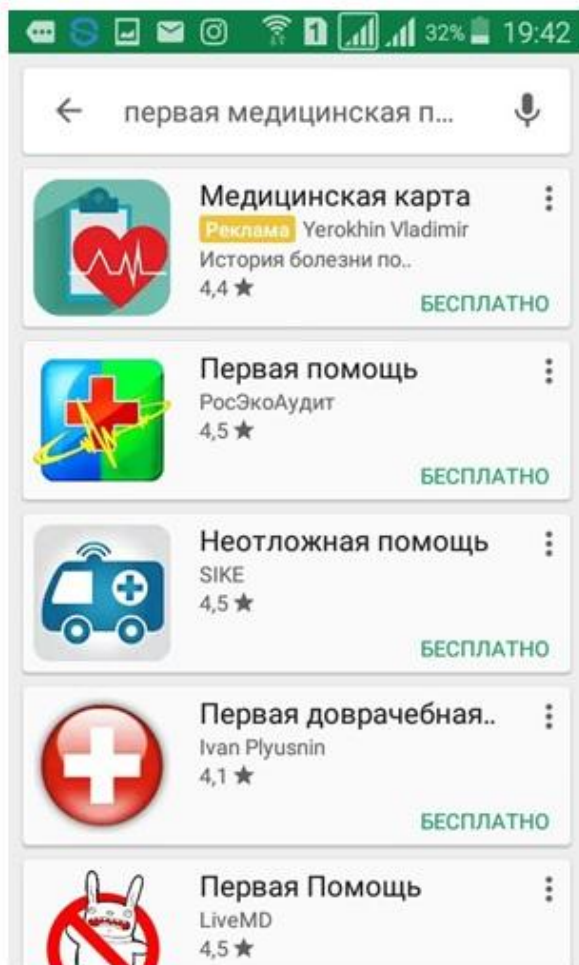 1 32% 19:42
первая медицинская п...
Медицинская карта
Реклама Yerokhin Vladimir
История болезни по..
4,4 ★
БЕСПЛАТНО
Первая помощь
РосЭкоАудит
4,5 ★
БЕСПЛАТНО
Неотложная помощь
SIKE
4,5 ★
БЕСПЛАТНО
Первая доврачебная..
Ivan Plyusnin
4,1 ★
БЕСПЛАТНО
Первая Помощь
LiveMD
4,5 ★